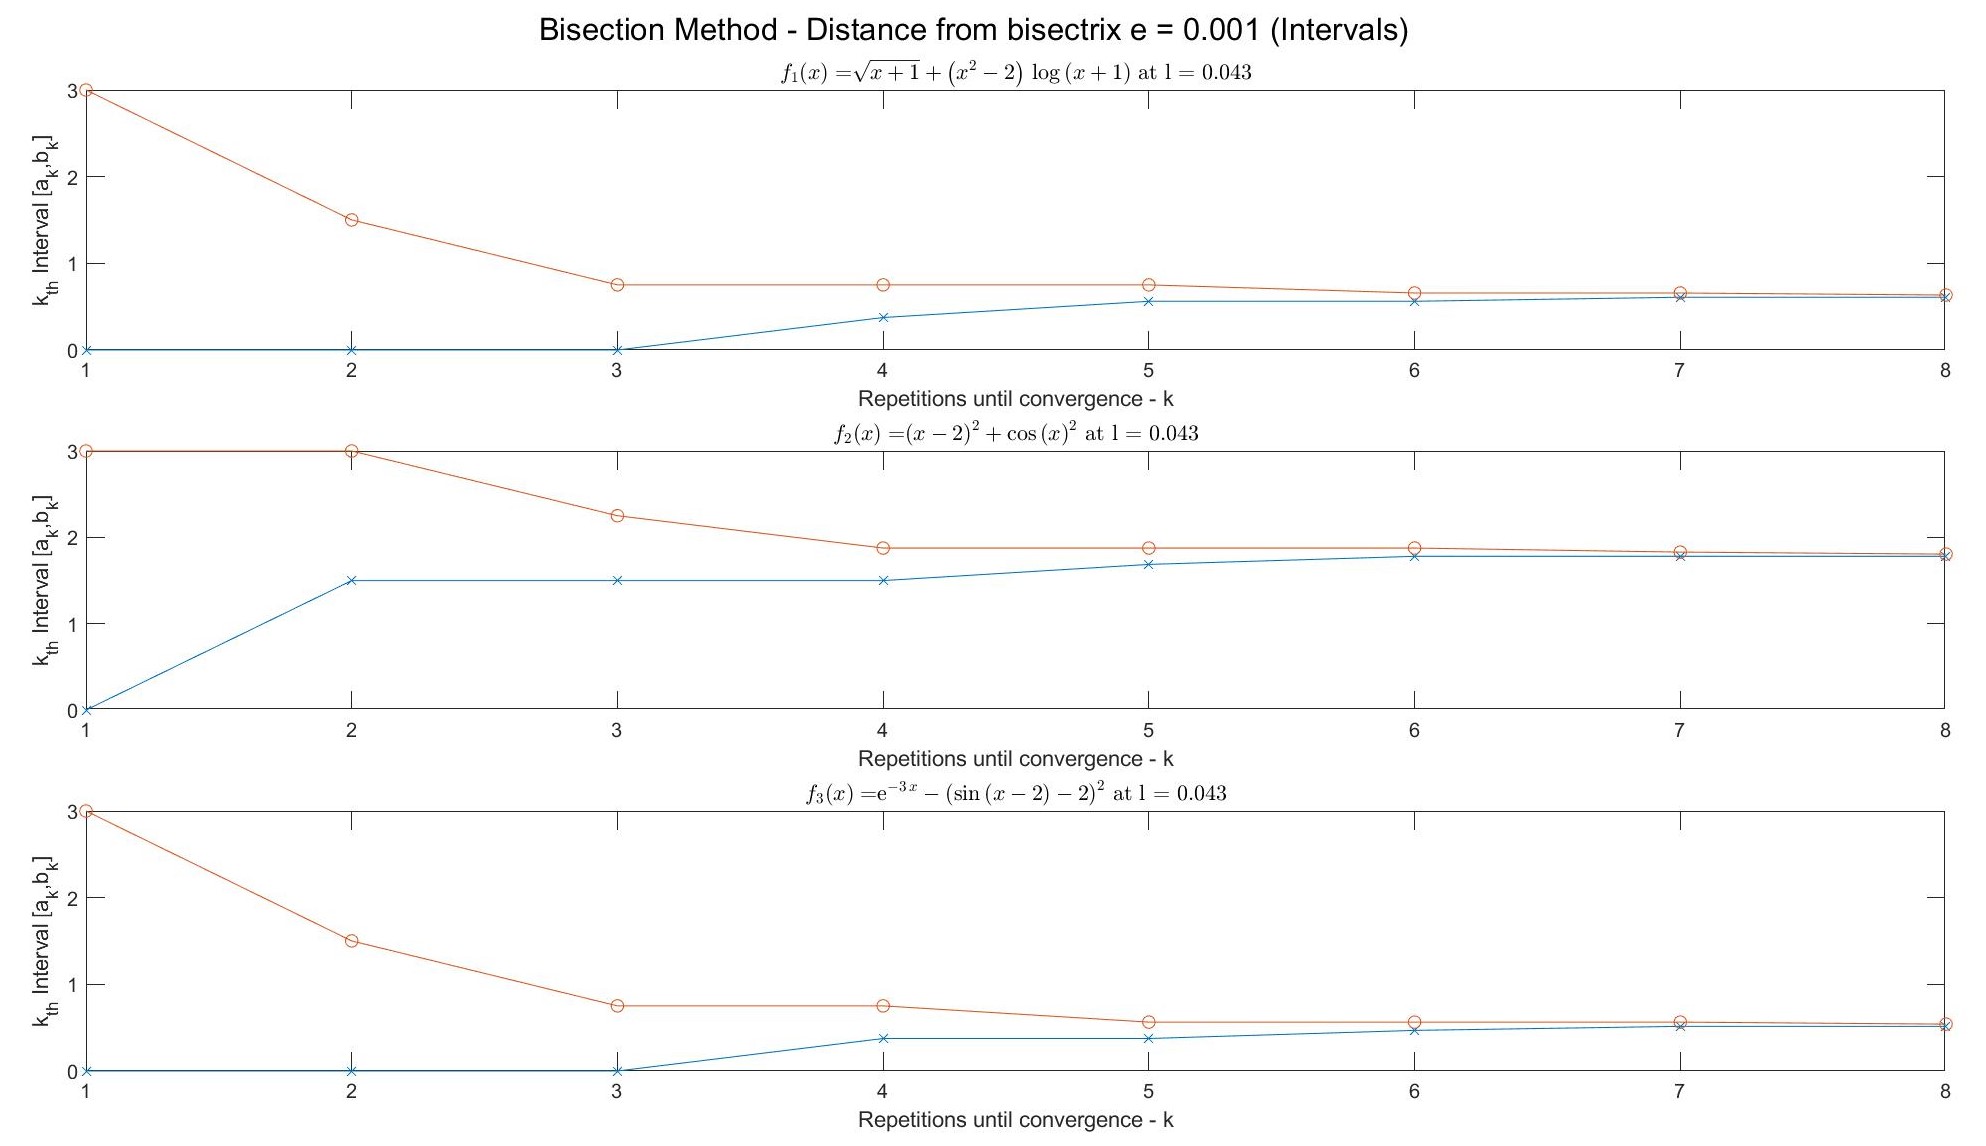 Bisection Method - Distance from bisectrix e = 0.001 (Intervals)
f₁(x) =√(x + 1) + (x² − 2) log (x + 1) at l = 0.043
k_th Interval [a_k,b_k]
3
2
1
0
1 2 3 4 5 6 7 8
Repetitions until convergence - k
f₂(x) =(x − 2)² + cos (x)² at l = 0.043
k_th Interval [a_k,b_k]
3
2
1
0
1 2 3 4 5 6 7 8
Repetitions until convergence - k
f₃(x) =e⁻³ˣ − (sin (x − 2) − 2)² at l = 0.043
k_th Interval [a_k,b_k]
3
2
1
0
1 2 3 4 5 6 7 8
Repetitions until convergence - k